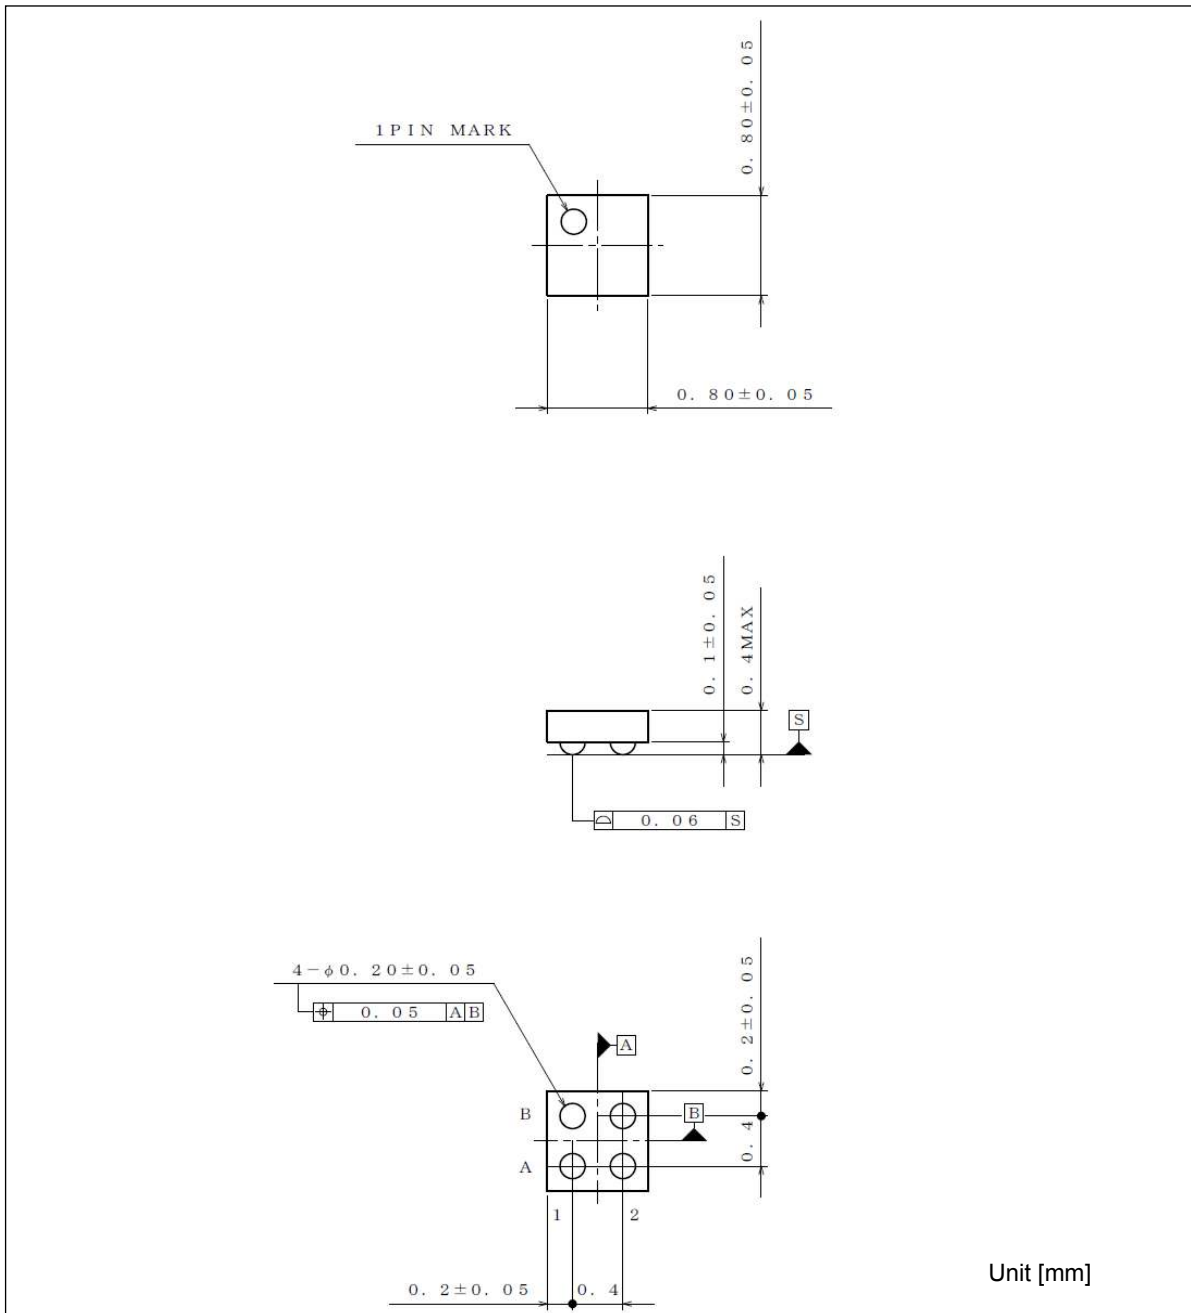 0. 80±0. 05
1PIN MARK
0. 80±0. 05
0. 1±0. 05
0. 4MAX
S
0. 06 S
4-φ0. 20±0. 05
0. 05 A B
0. 2±0. 05
A
B
B
0. 4
A
1 2
0. 2±0. 05 0. 4
Unit [mm]